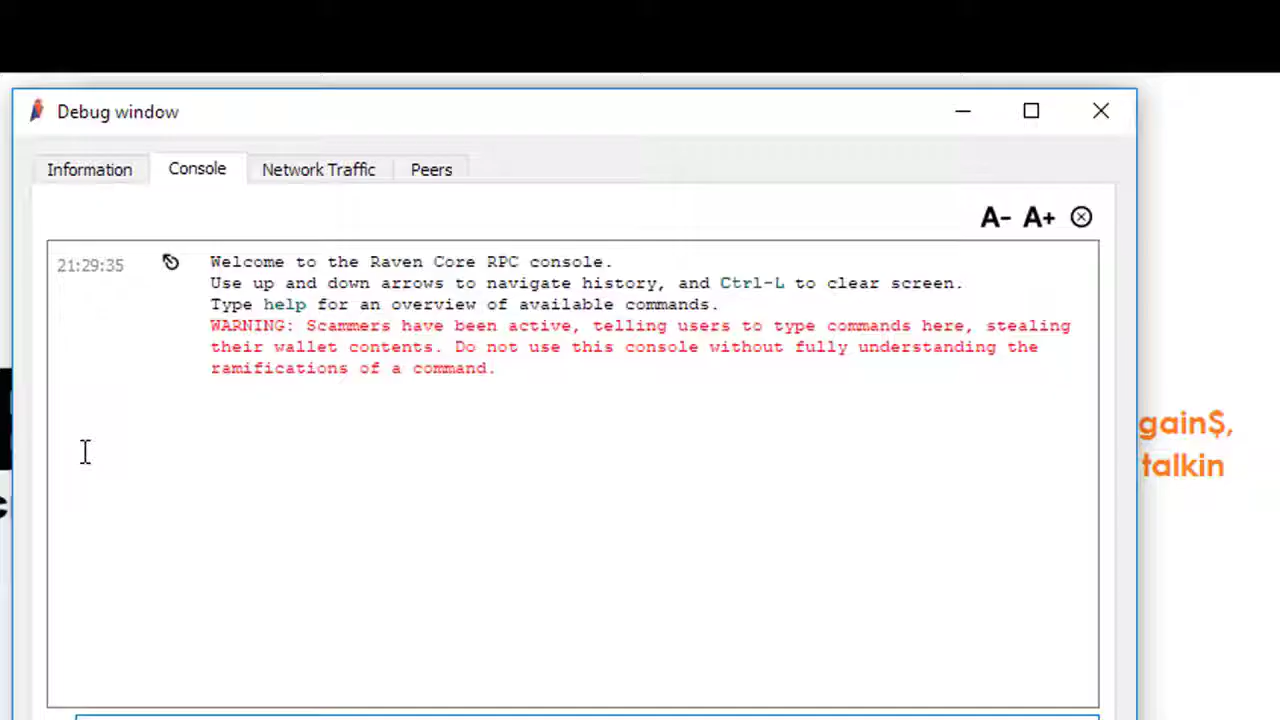 Debug window
Information Console Network Traffic Peers
A- A+
21:29:35 Welcome to the Raven Core RPC console.
Use up and down arrows to navigate history, and Ctrl-L to clear screen.
Type help for an overview of available commands.
WARNING: Scammers have been active, telling users to type commands here, stealing
their wallet contents. Do not use this console without fully understanding the
ramifications of a command.
gain$,
talkin